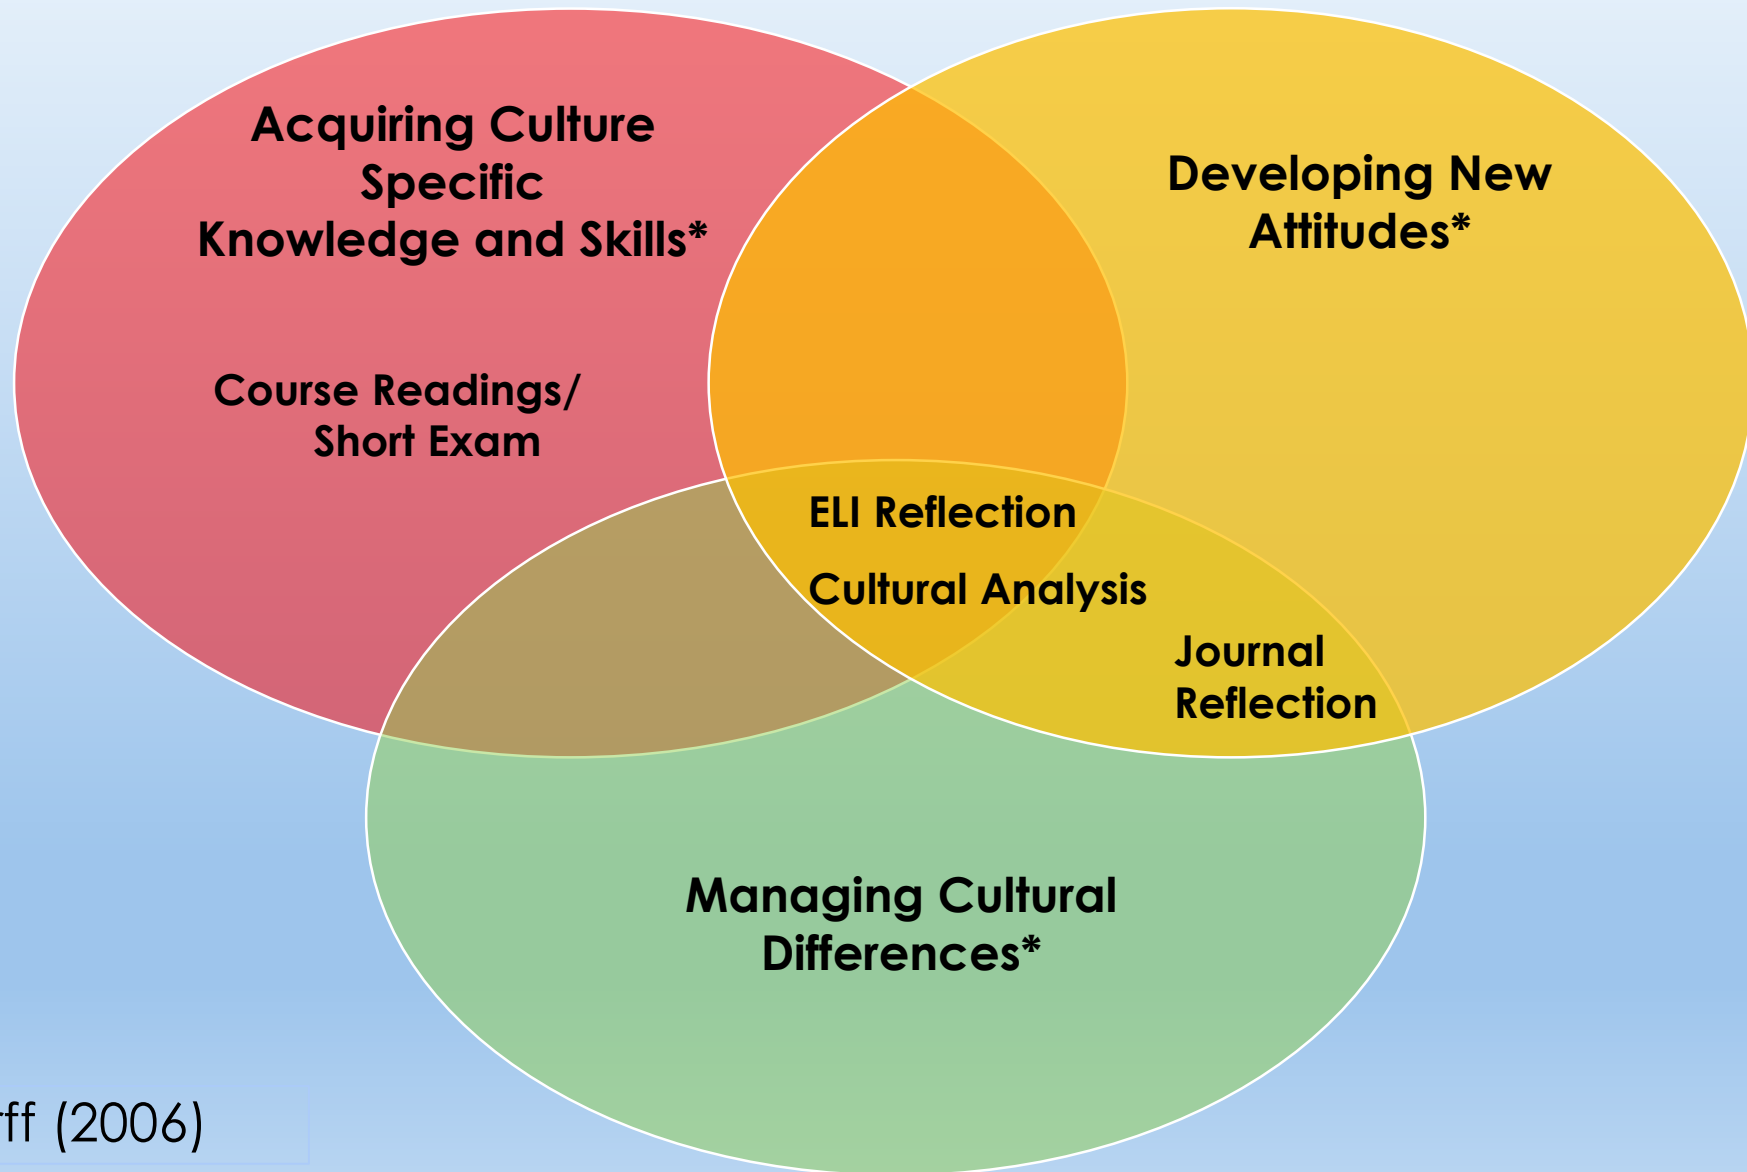 Acquiring Culture
Specific
Knowledge and Skills*
Developing New
Attitudes*
Course Readings/
Short Exam
ELI Reflection
Cultural Analysis
Journal
Reflection
Managing Cultural
Differences*
(2006)